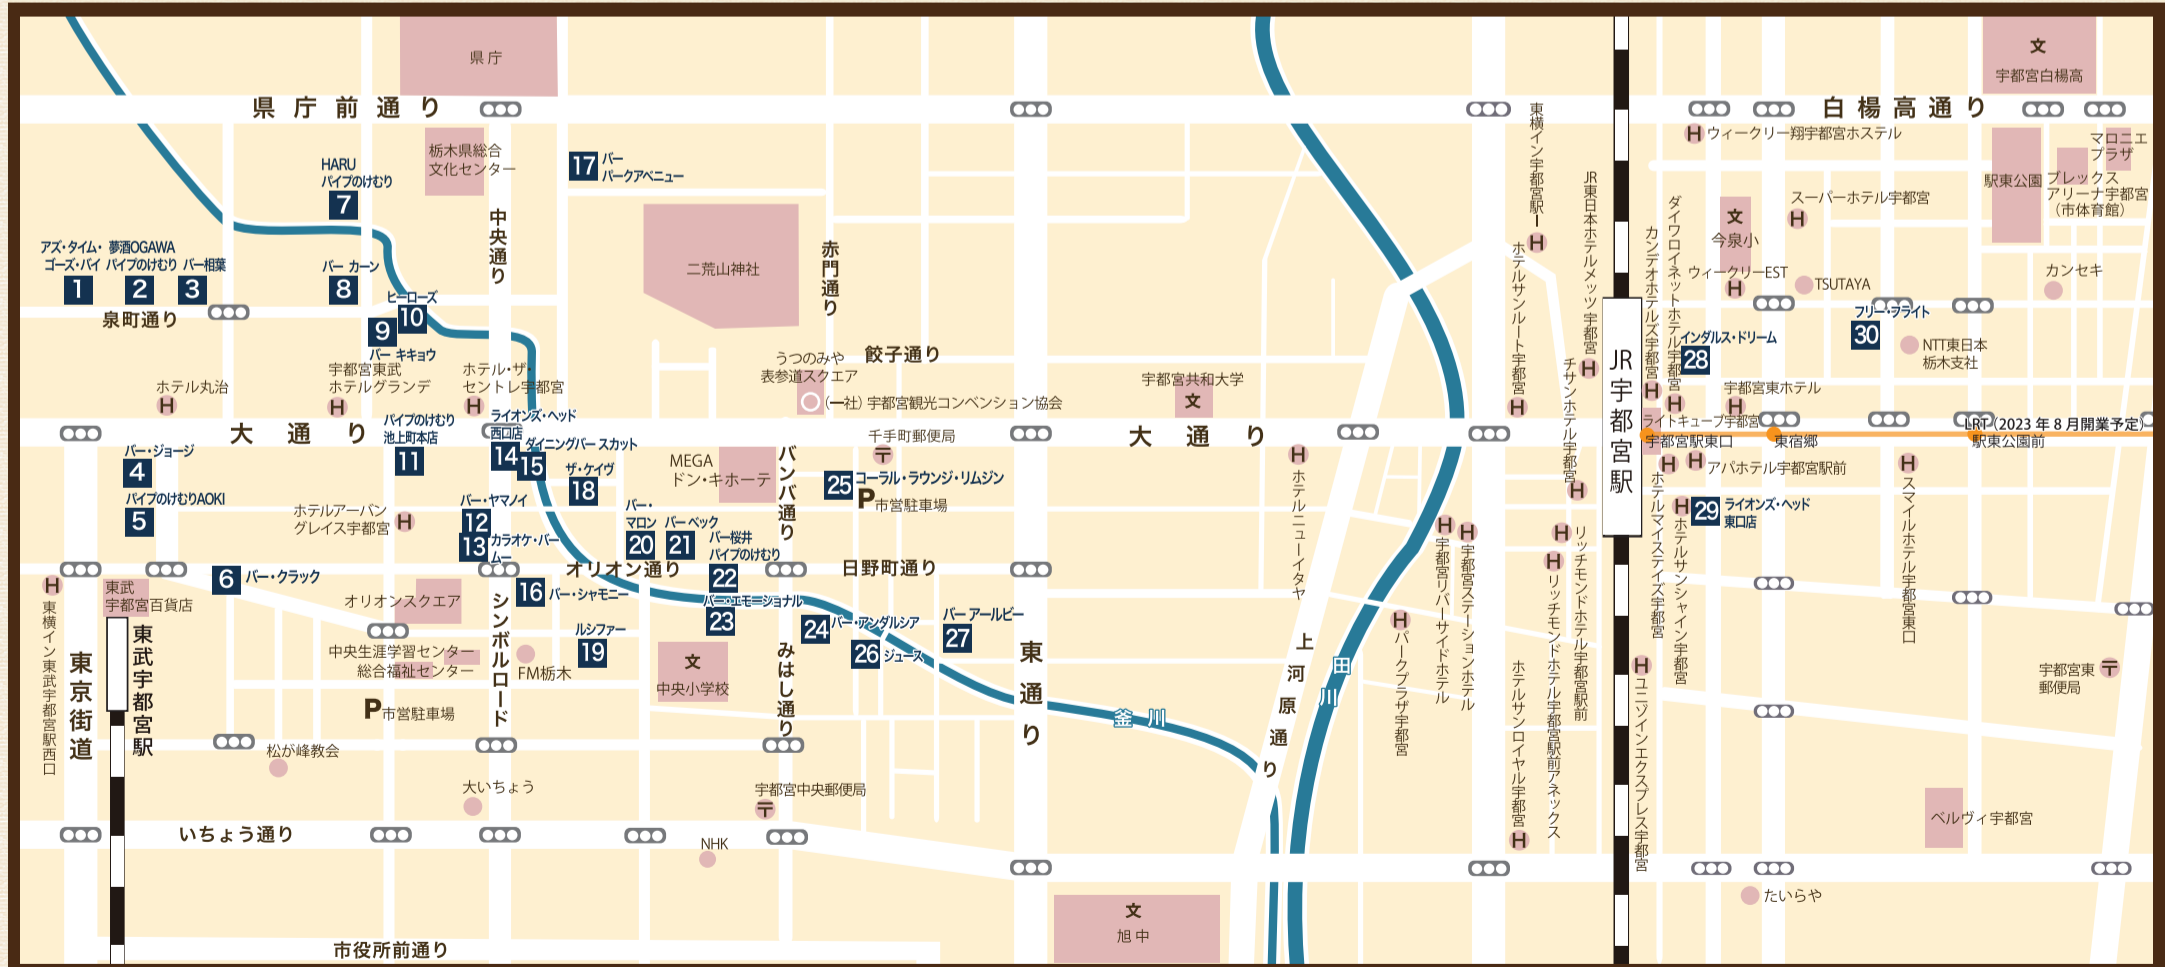 県庁
文
宇都宮白楊高
県庁前通り
白楊高通り
栃木県総合
文化センター
17
バー
パークアベニュー
HARU
パイプのけむり
7
中央通り
アズ・タイム・
ゴーズ・バイ
1
夢酒OGAWA
パイプのけむり
2
バー相葉
3
バー カーン
8
ヒーローズ
10
9
バー キキョウ
泉町通り
二荒山神社
赤門通り
餃子通り
うつのみや
表参道スクエア
(一社)宇都宮観光コンベンション協会
宇都宮共和大学
文
ホテル丸治
宇都宮東武
ホテルグランデ
ホテル・ザ・
セントレ宇都宮
大通り
大通り
バー・ジョージ
4
パイプのけむりAOKI
5
パイプのけむり
池上町本店
11
ライオンズ・ヘッド
西口店
14
ダイニングバー スカット
15
ザ・ケイヴ
18
MEGA
ドン・キホーテ
バンバ通り
千手町郵便局
25
コーラル・ラウンジ・リムジン
P市営駐車場
ホテルアーバン
グレイス宇都宮
バー・ヤマノイ
12
13
カラオケ・バー
ムー
バー・
マロン
20
バー ベック
21
バー桜井
パイプのけむり
22
オリオン通り
日野町通り
東武
宇都宮百貨店
6
バー・クラック
オリオンスクエア
16
バー・シャモニー
バー・エモーショナル
23
24
バー・アンダルシア
26
ジュース
バー アールビー
27
ルシファー
19
中央生涯学習センター
総合福祉センター
FM栃木
文
中央小学校
シンボルロード
みはし通り
東通り
東京街道
東武宇都宮駅
東横イン東武宇都宮駅西口
P市営駐車場
松が峰教会
大いちょう
宇都宮中央郵便局
いちょう通り
NHK
市役所前通り
文
旭中
釜川
田川
上河原通り
東横イン宇都宮駅Ⅰ
JR東日本ホテルメッツ 宇都宮
ホテルサンルート宇都宮
チサンホテル宇都宮
JR宇都宮駅
ホテルニューイタヤ
宇都宮リバーサイドホテル
宇都宮ステーションホテル
リッチモンドホテル宇都宮駅前
リッチモンドホテル宇都宮駅前アネックス
パークプラザ宇都宮
ホテルサンロイヤル宇都宮
ウィークリー翔宇都宮ホステル
ダイワロイネットホテル宇都宮
カンデオホテルズ宇都宮
文
今泉小
スーパーホテル宇都宮
駅東公園
マロニエ
プラザ
ブレックス
アリーナ宇都宮
(市体育館)
ウィークリーEST
TSUTAYA
カンセキ
フリー・フライト
30
NTT東日本
栃木支社
インダルス・ドリーム
28
宇都宮東ホテル
ライトキューブ宇都宮
宇都宮駅東口
東宿郷
LRT(2023年8月開業予定)
駅東公園前
アパホテル宇都宮駅前
29
ライオンズ・ヘッド
東口店
ホテルマイステイズ宇都宮
ホテルサンシャイン宇都宮
スマイルホテル宇都宮東口
ユニゾインエクスプレス宇都宮
宇都宮東
郵便局
ベルヴィ宇都宮
たいらや